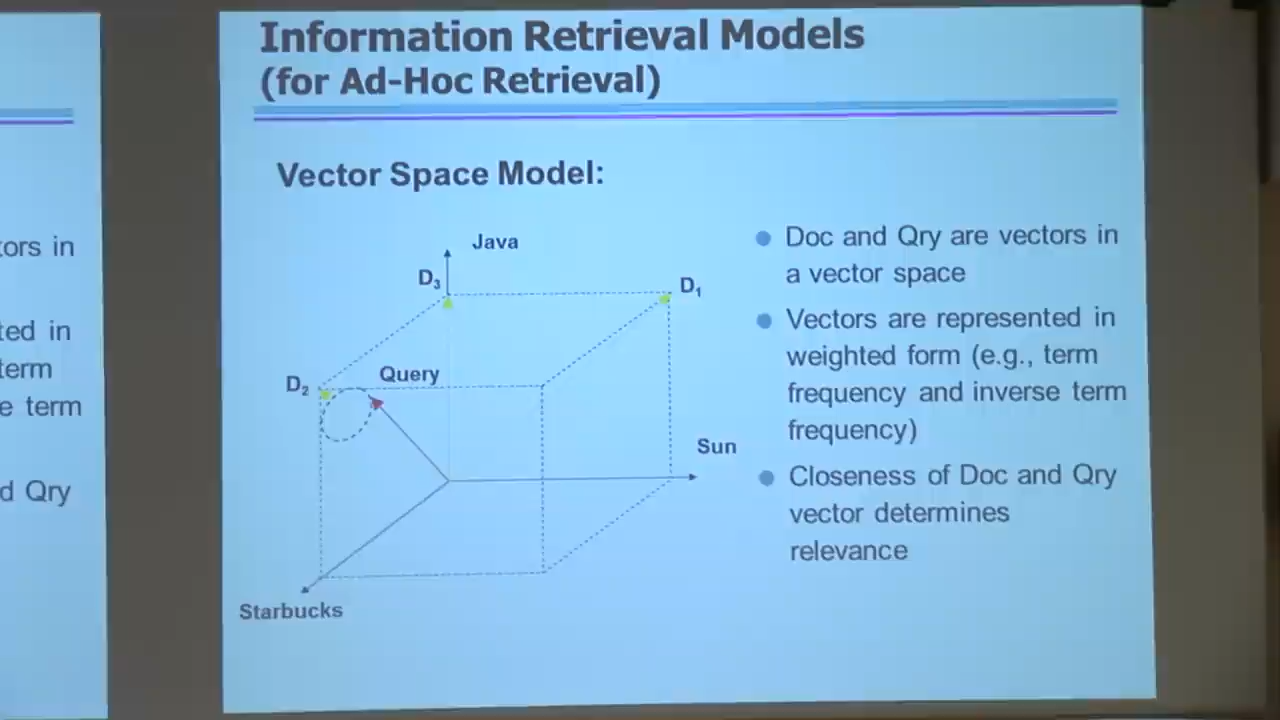 Information Retrieval Models
(for Ad-Hoc Retrieval)
Vector Space Model:
Java
D3
D1
D2
Query
Sun
Starbucks
Doc and Qry are vectors in
a vector space
Vectors are represented in
weighted form (e.g., term
frequency and inverse term
frequency)
Closeness of Doc and Qry
vector determines
relevance
ors in
ted in
term
e term
d Qry